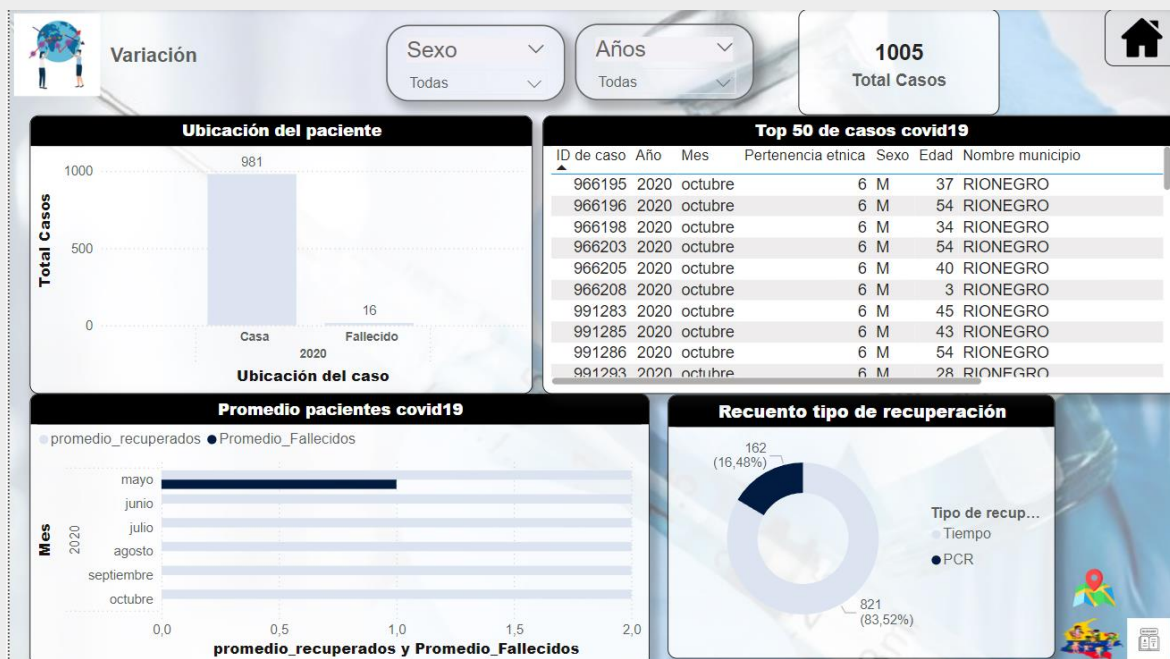 Variación
Sexo
Todas
Años
Todas
1005
Total Casos
Ubicación del paciente
Total Casos
1000
500
0
981
16
Casa
Fallecido
2020
Ubicación del caso
Top 50 de casos covid19
ID de caso Año Mes Pertenencia etnica Sexo Edad Nombre municipio
966195 2020 octubre 6 M 37 RIONEGRO
966196 2020 octubre 6 M 54 RIONEGRO
966198 2020 octubre 6 M 34 RIONEGRO
966203 2020 octubre 6 M 54 RIONEGRO
966205 2020 octubre 6 M 40 RIONEGRO
966208 2020 octubre 6 M 3 RIONEGRO
991283 2020 octubre 6 M 45 RIONEGRO
991285 2020 octubre 6 M 43 RIONEGRO
991286 2020 octubre 6 M 54 RIONEGRO
991293 2020 octubre 6 M 28 RIONEGRO
Promedio pacientes covid19
promedio_recuperados Promedio_Fallecidos
Mes
2020
mayo
junio
julio
agosto
septiembre
octubre
0,0 0,5 1,0 1,5 2,0
promedio_recuperados y Promedio_Fallecidos
Recuento tipo de recuperación
162
(16,48%)
821
(83,52%)
Tipo de recup...
Tiempo
PCR